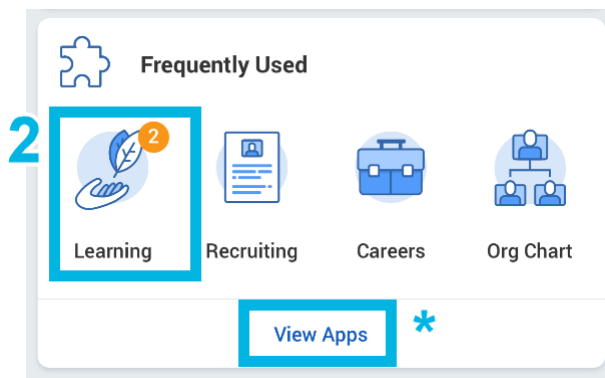 Frequently Used
2
2
Learning
Recruiting
Careers
Org Chart
View Apps
*